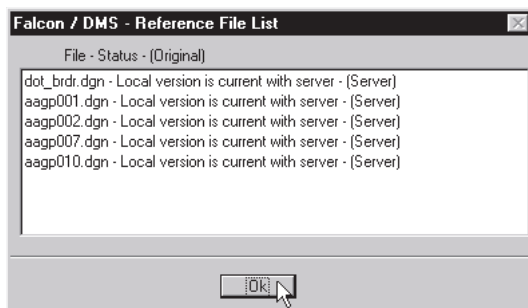 Falcon / DMS - Reference File List
File - Status - (Original)
dot_brdr.dgn - Local version is current with server - (Server)
aagp001.dgn - Local version is current with server - (Server)
aagp002.dgn - Local version is current with server - (Server)
aagp007.dgn - Local version is current with server - (Server)
aagp010.dgn - Local version is current with server - (Server)
Ok